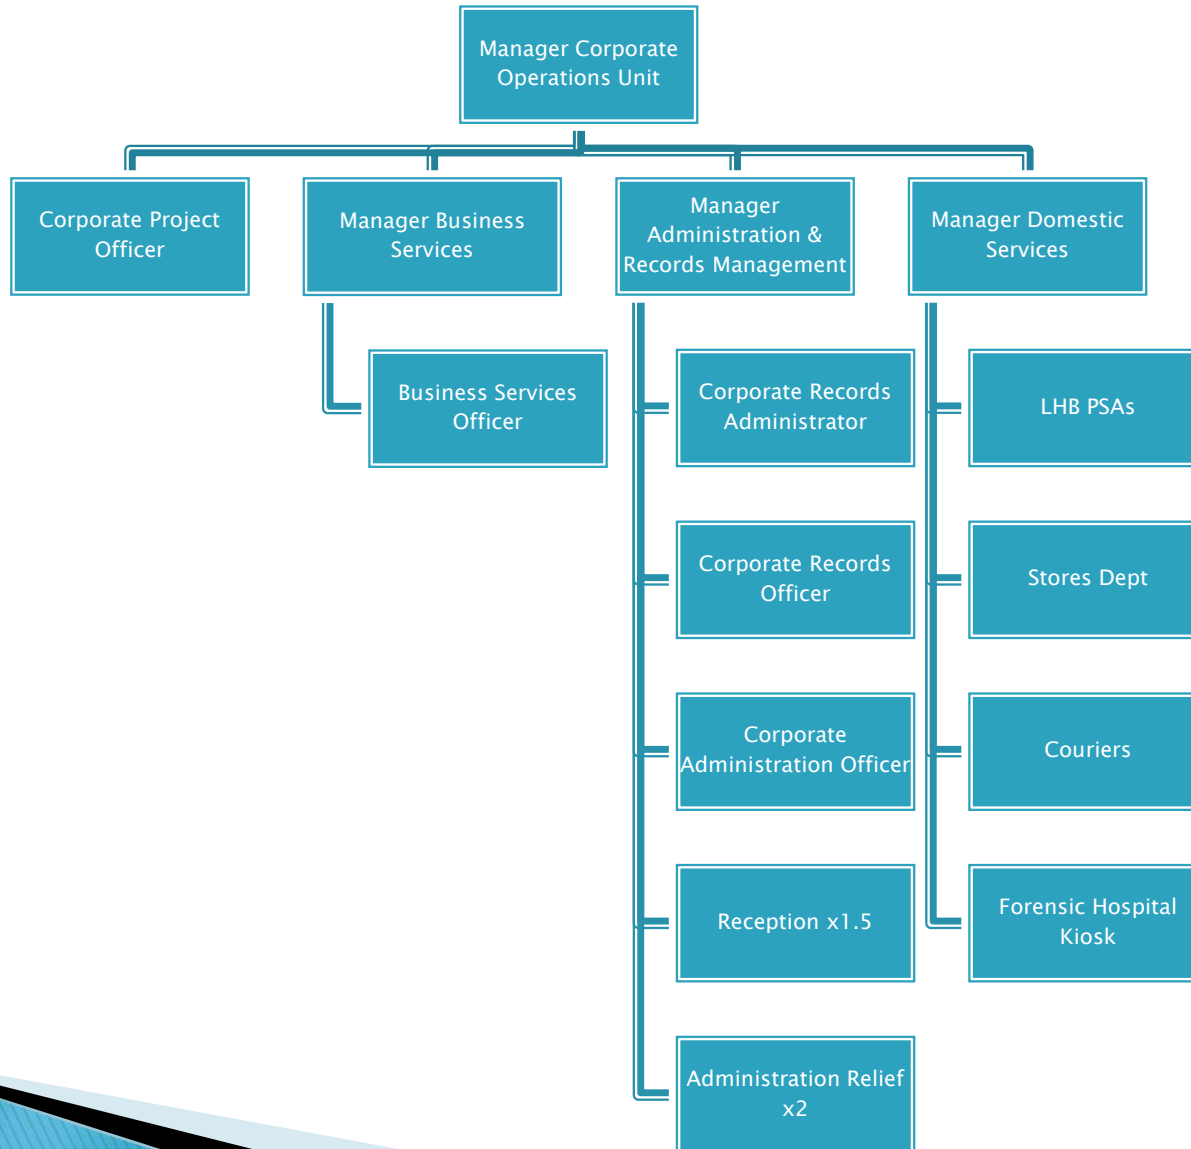 Manager Corporate
Operations Unit
Corporate Project
Officer
Manager Business
Services
Manager
Administration &
Records Management
Manager Domestic
Services
Business Services
Officer
Corporate Records
Administrator
LHB PSAs
Corporate Records
Officer
Stores Dept
Corporate
Administration Officer
Couriers
Reception x1.5
Forensic Hospital
Kiosk
Administration Relief
x2